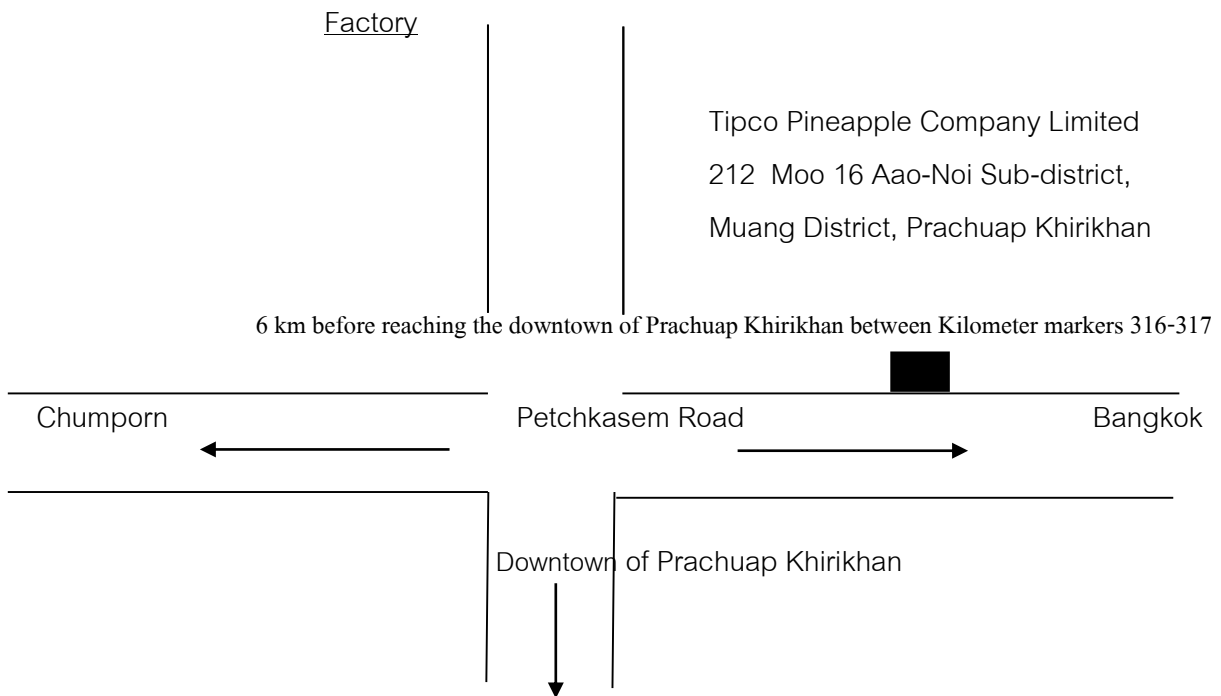 Factory
Tipco Pineapple Company Limited
212  Moo 16 Aao-Noi Sub-district,
Muang District, Prachuap Khirikhan
6 km before reaching the downtown of Prachuap Khirikhan between Kilometer markers 316-317
Chumporn
Petchkasem Road
Bangkok
Downtown of Prachuap Khirikhan